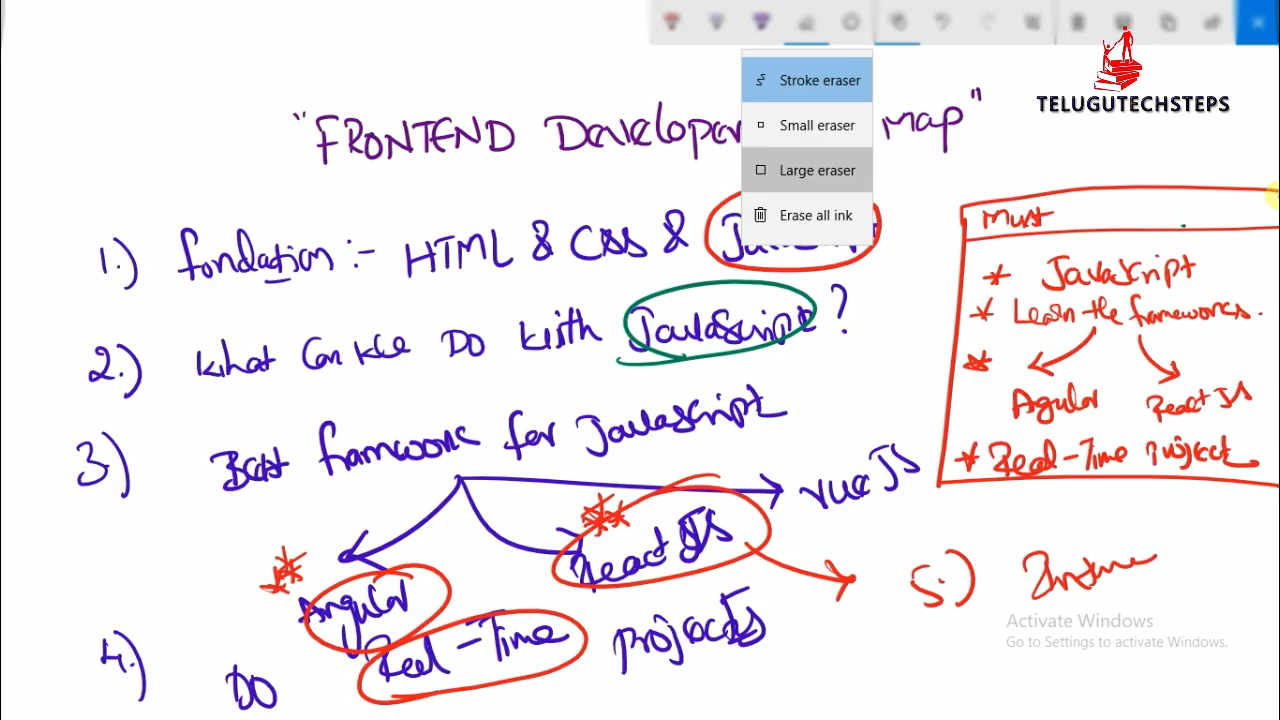 Stroke eraser
Small eraser
Large eraser
Erase all ink
TELUGUTECHSTEPS
"FRONTEND Developer Map"
1.) fondation :- HTML & CSS &
2.) What Can We Do With JavaScript ?
3.) Best framework for JavaScript
Angular
React JS
Vue JS
4.) DO Real-Time projects
5.)
Must
* JavaScript
* Learn the frameworks.
*
Angular
React JS
* Real-Time Project
Activate Windows
Go to Settings to activate Windows.